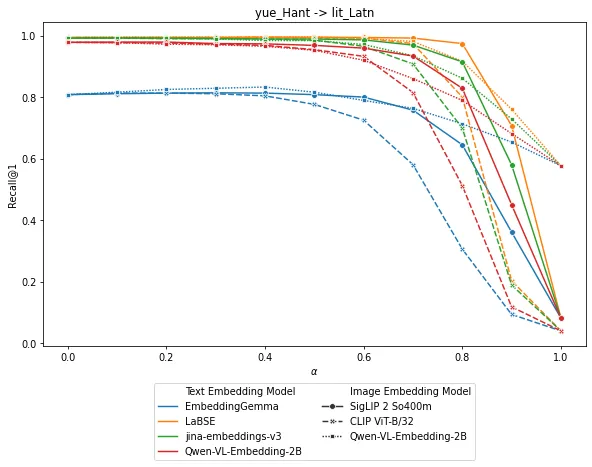 yue_Hant -> lit_Latn
Recall@1
1.0
0.8
0.6
0.4
0.2
0.0
0.0 0.2 0.4 0.6 0.8 1.0
α
Text Embedding Model
EmbeddingGemma
LaBSE
jina-embeddings-v3
Qwen-VL-Embedding-2B
Image Embedding Model
SigLIP 2 So400m
CLIP ViT-B/32
Qwen-VL-Embedding-2B